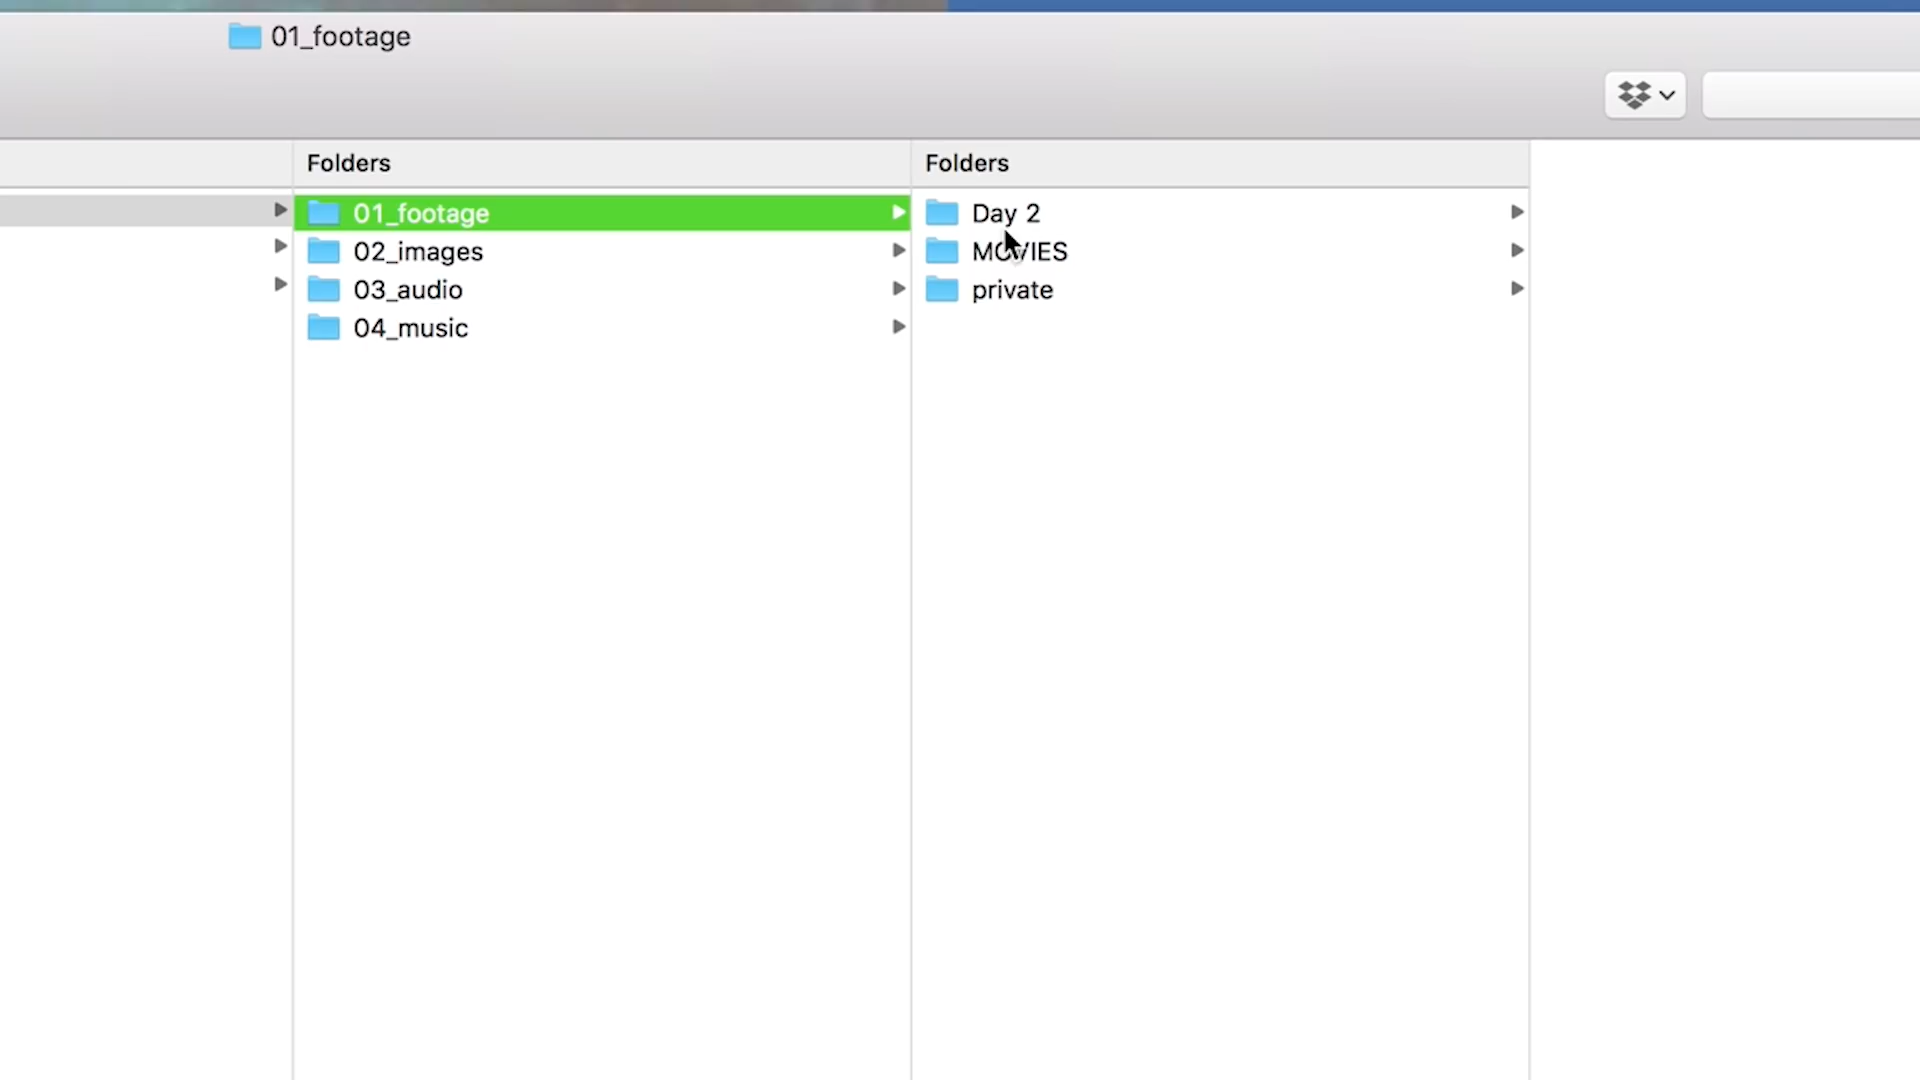 01_footage
Folders
01_footage
02_images
03_audio
04_music
Folders
Day 2
MOVIES
private